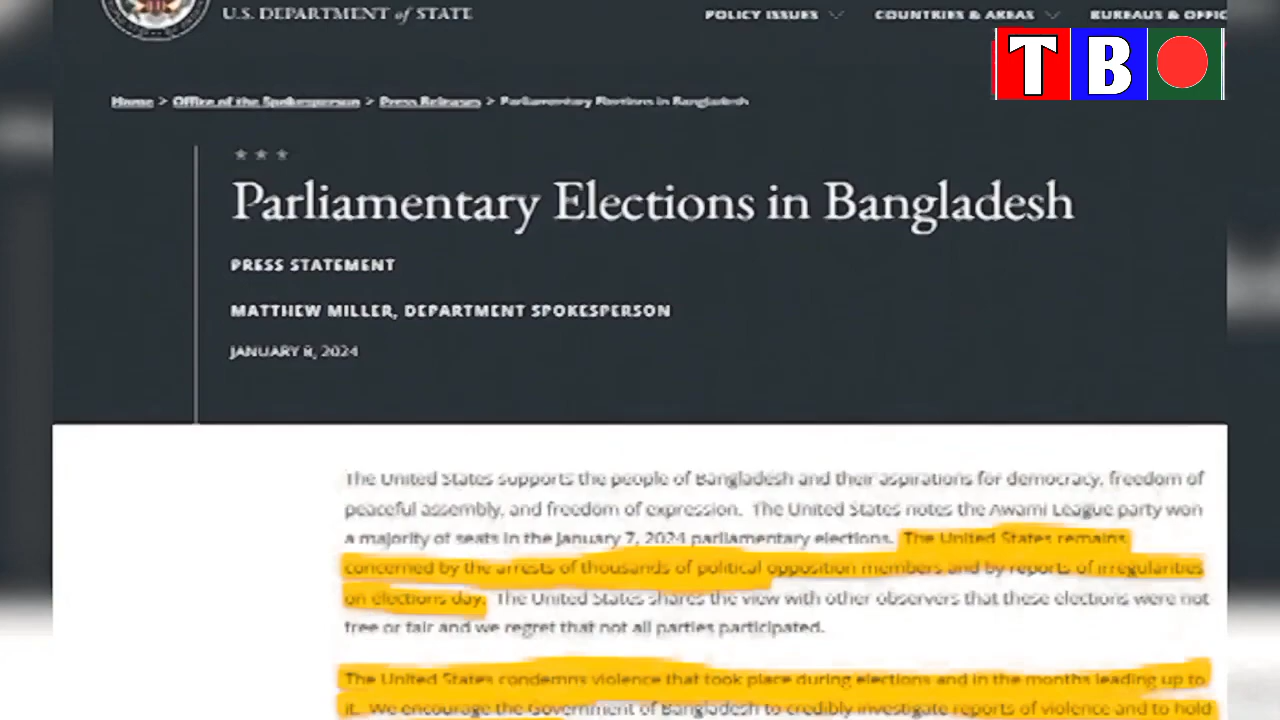 U.S. DEPARTMENT of STATE
POLICY ISSUES
COUNTRIES & AREAS
BUREAUS & OFFIC
TB
Home > Office of the Spokesperson > Press Releases > Parliamentary Elections in Bangladesh
Parliamentary Elections in Bangladesh
PRESS STATEMENT
MATTHEW MILLER, DEPARTMENT SPOKESPERSON
JANUARY 8, 2024
The United States supports the people of Bangladesh and their aspirations for democracy, freedom of
peaceful assembly, and freedom of expression. The United States notes the Awami League party won
a majority of seats in the January 7, 2024 parliamentary elections. The United States remains
concerned by the arrests of thousands of political opposition members and by reports of irregularities
on elections day. The United States shares the view with other observers that these elections were not
free or fair and we regret that not all parties participated.
The United States condemns violence that took place during elections and in the months leading up to
it. We encourage the Government of Bangladesh to credibly investigate reports of violence and to hold